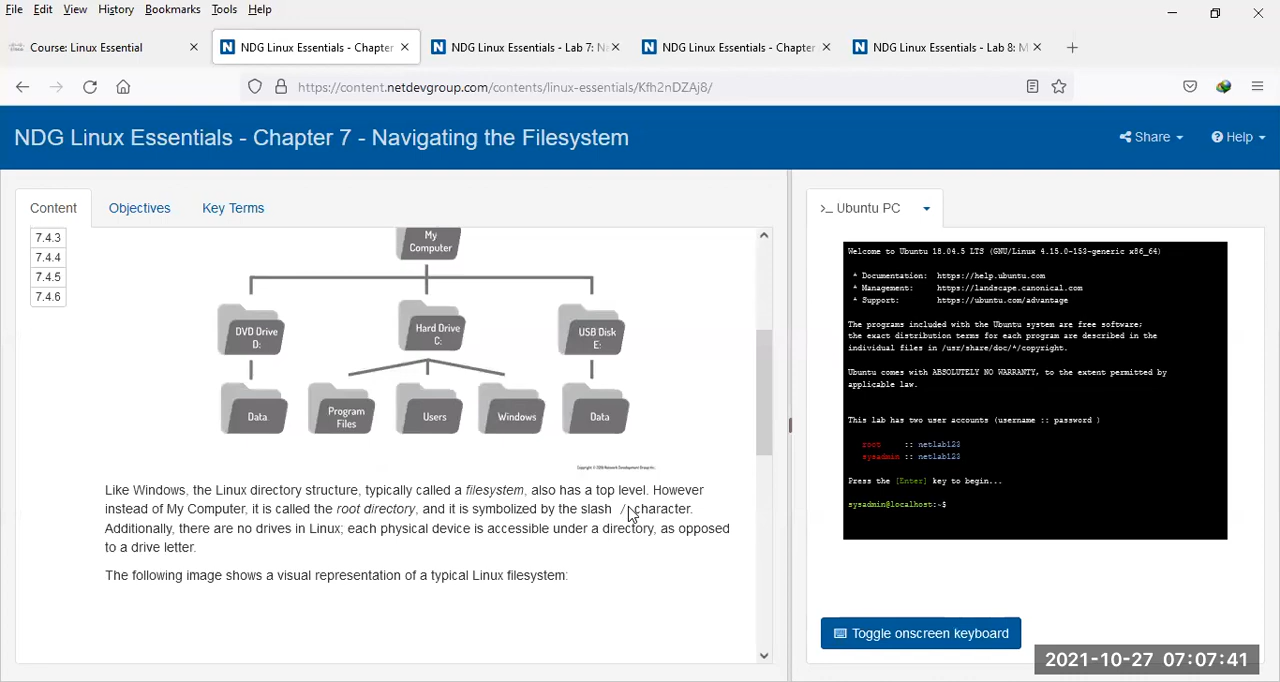 File Edit View History Bookmarks Tools Help
Course: Linux Essential
NDG Linux Essentials - Chapter
NDG Linux Essentials - Lab 7: N
NDG Linux Essentials - Chapter
NDG Linux Essentials - Lab 8: M
https://content.netdevgroup.com/contents/linux-essentials/Kfh2nDZAj8/
NDG Linux Essentials - Chapter 7 - Navigating the Filesystem
Share
Help
Content Objectives Key Terms
7.4.3
7.4.4
7.4.5
7.4.6
My
Computer
DVD Drive
D:
Hard Drive
C:
USB Disk
E:
Data
Program
Files
Users
Windows
Data
Copyright © 2020 Network Development Group Inc.
Like Windows, the Linux directory structure, typically called a filesystem, also has a top level. However
instead of My Computer, it is called the root directory, and it is symbolized by the slash / character.
Additionally, there are no drives in Linux; each physical device is accessible under a directory, as opposed
to a drive letter.
The following image shows a visual representation of a typical Linux filesystem:
>_ Ubuntu PC
Welcome to Ubuntu 18.04.5 LTS (GNU/Linux 4.15.0-153-generic x86_64)
* Documentation: https://help.ubuntu.com
* Management: https://landscape.canonical.com
* Support: https://ubuntu.com/advantage
The programs included with the Ubuntu system are free software;
the exact distribution terms for each program are described in the
individual files in /usr/share/doc/*/copyright.
Ubuntu comes with ABSOLUTELY NO WARRANTY, to the extent permitted by
applicable law.
This lab has two user accounts (username :: password )
root :: netlab123
sysadmin :: netlab123
Press the [Enter] key to begin...
sysadmin@localhost:~$
Toggle onscreen keyboard
2021-10-27 07:07:41